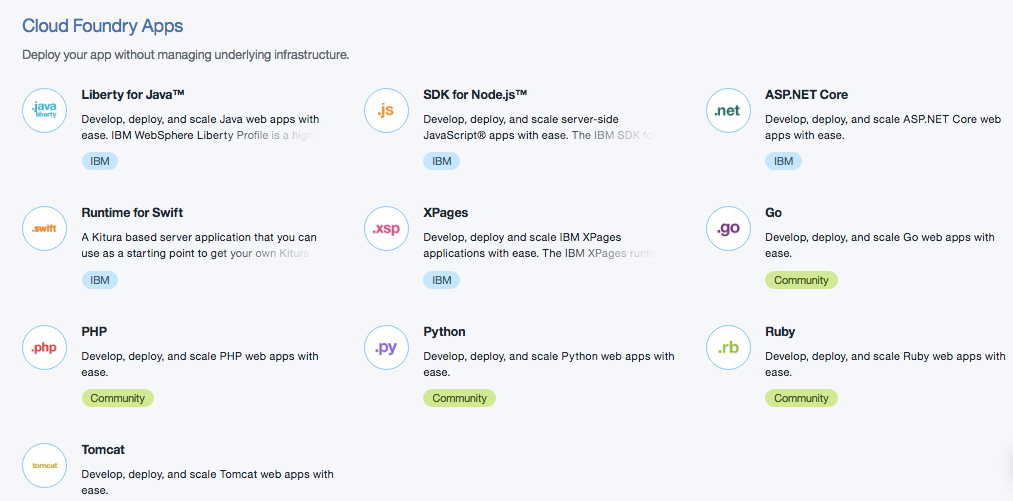 Cloud Foundry Apps
Deploy your app without managing underlying infrastructure.
.java
liberty
Liberty for Java™
Develop, deploy, and scale Java web apps with
ease. IBM WebSphere Liberty Profile is a high
IBM
.js
SDK for Node.js™
Develop, deploy, and scale server-side
JavaScript® apps with ease. The IBM SDK fo
IBM
.net
ASP.NET Core
Develop, deploy, and scale ASP.NET Core web
apps with ease.
IBM
.swift
Runtime for Swift
A Kitura based server application that you can
use as a starting point to get your own Kitura
IBM
.xsp
XPages
Develop, deploy and scale IBM XPages
applications with ease. The IBM XPages runti
IBM
.go
Go
Develop, deploy, and scale Go web apps with
ease.
Community
.php
PHP
Develop, deploy, and scale PHP web apps with
ease.
Community
.py
Python
Develop, deploy, and scale Python web apps with
ease.
Community
.rb
Ruby
Develop, deploy, and scale Ruby web apps with
ease.
Community
tomcat
Tomcat
Develop, deploy, and scale Tomcat web apps with
ease.